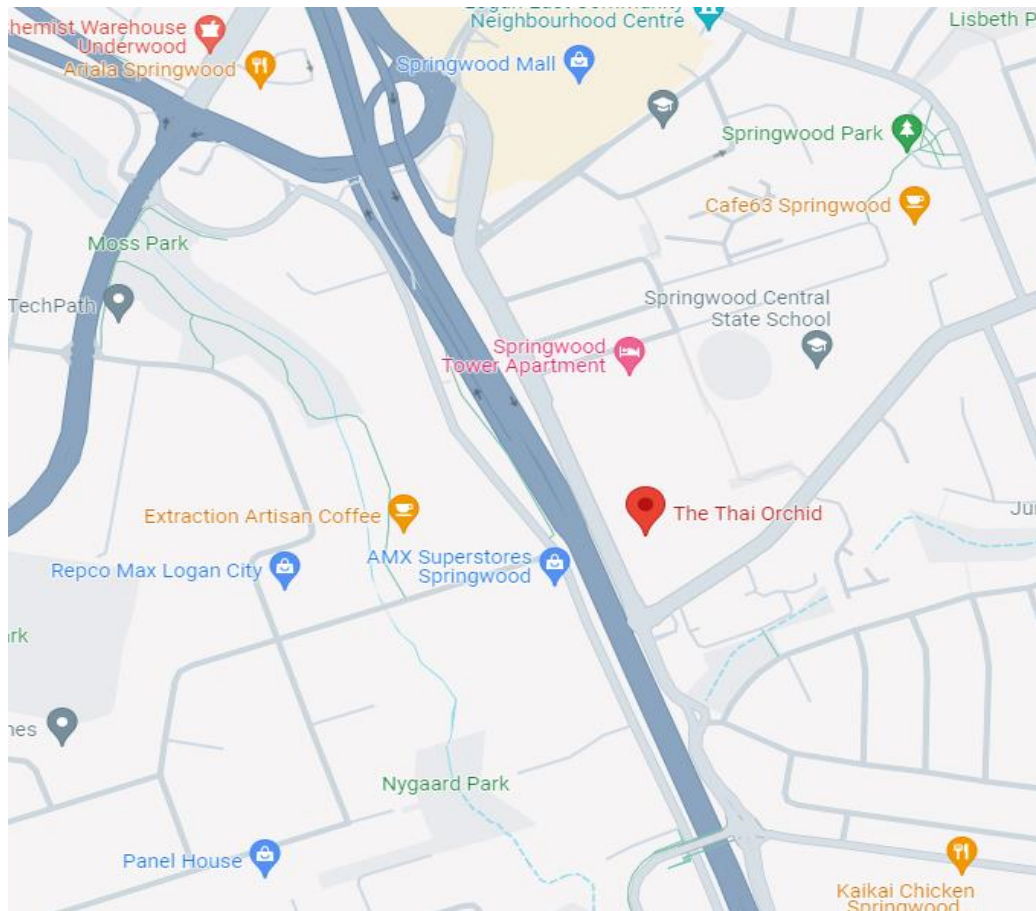 Neighbourhood Centre
Lisbeth P
hemist Warehouse
Underwood
Ariala Springwood
Springwood Mall
Springwood Park
Cafe63 Springwood
Moss Park
TechPath
Springwood Central
State School
Springwood
Tower Apartment
Extraction Artisan Coffee
The Thai Orchid
Repco Max Logan City
AMX Superstores
Springwood
Ju
ark
nes
Nygaard Park
Panel House
Kaikai Chicken
Springwood